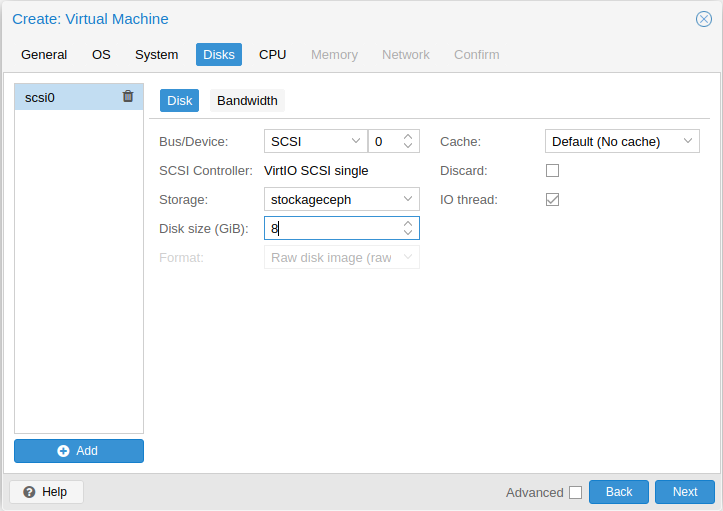 Create: Virtual Machine
General OS System Disks CPU Memory Network Confirm
scsi0
Disk Bandwidth
Bus/Device: SCSI 0 Cache: Default (No cache)
SCSI Controller: VirtIO SCSI single Discard:
Storage: stockageceph IO thread:
Disk size (GiB): 8
Format: Raw disk image (raw
Add
Help Advanced Back Next